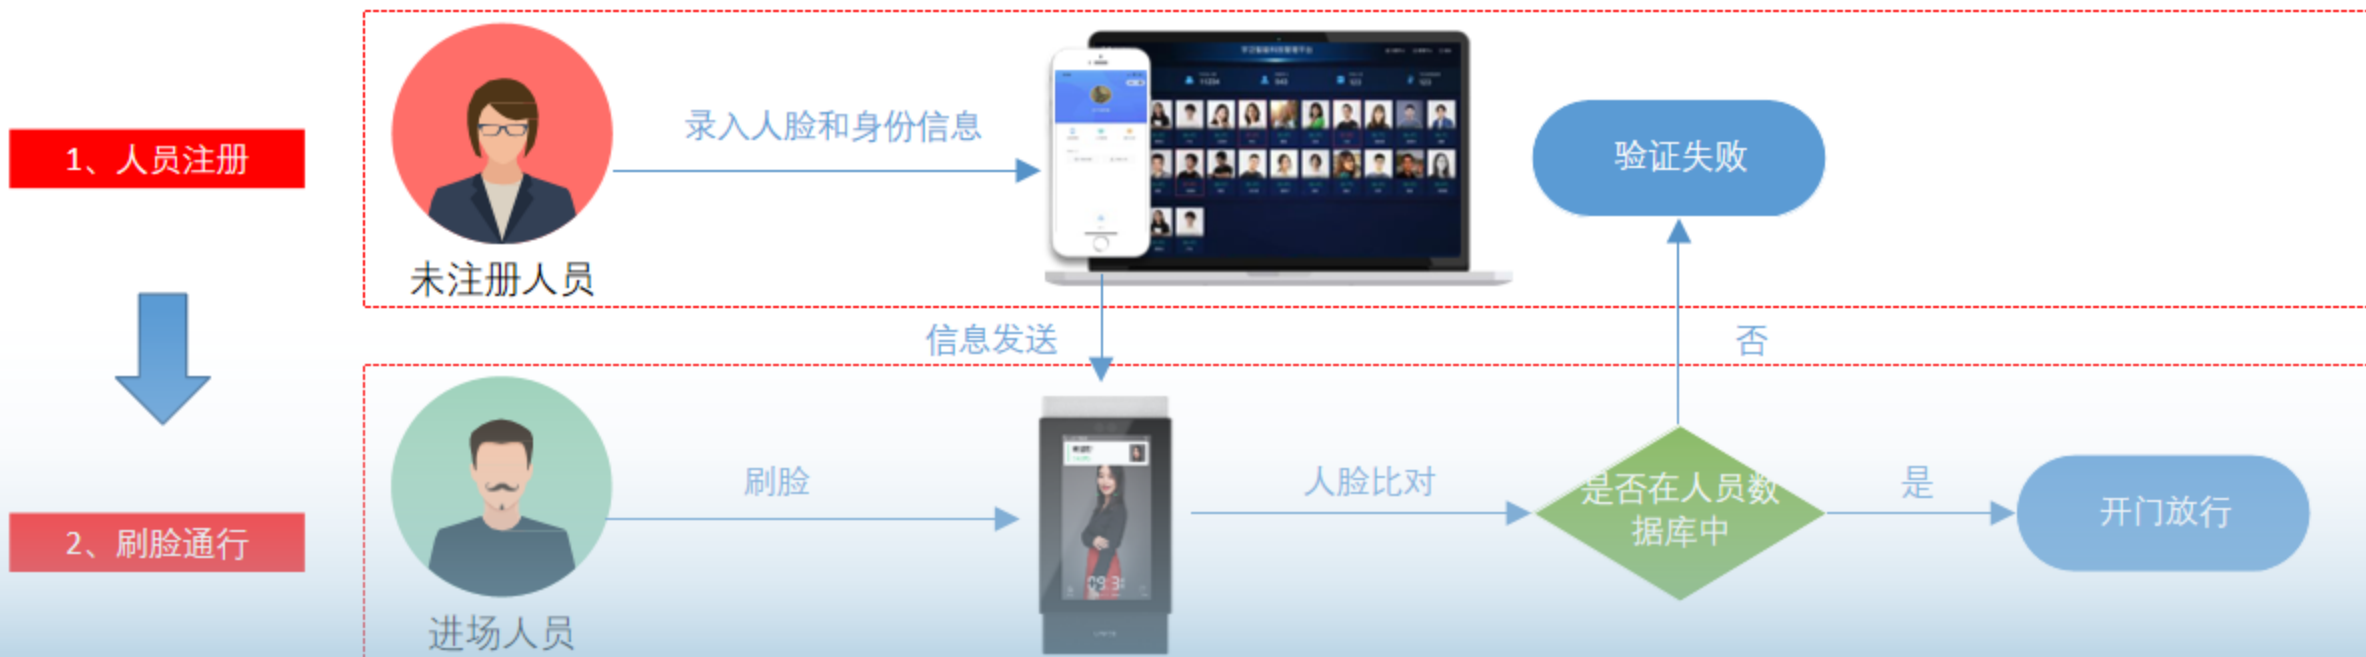 1、人员注册
录入人脸和身份信息
验证失败
未注册人员
信息发送
否
刷脸
人脸比对
是否在人员数
据库中
是
开门放行
2、刷脸通行
09:31
进场人员